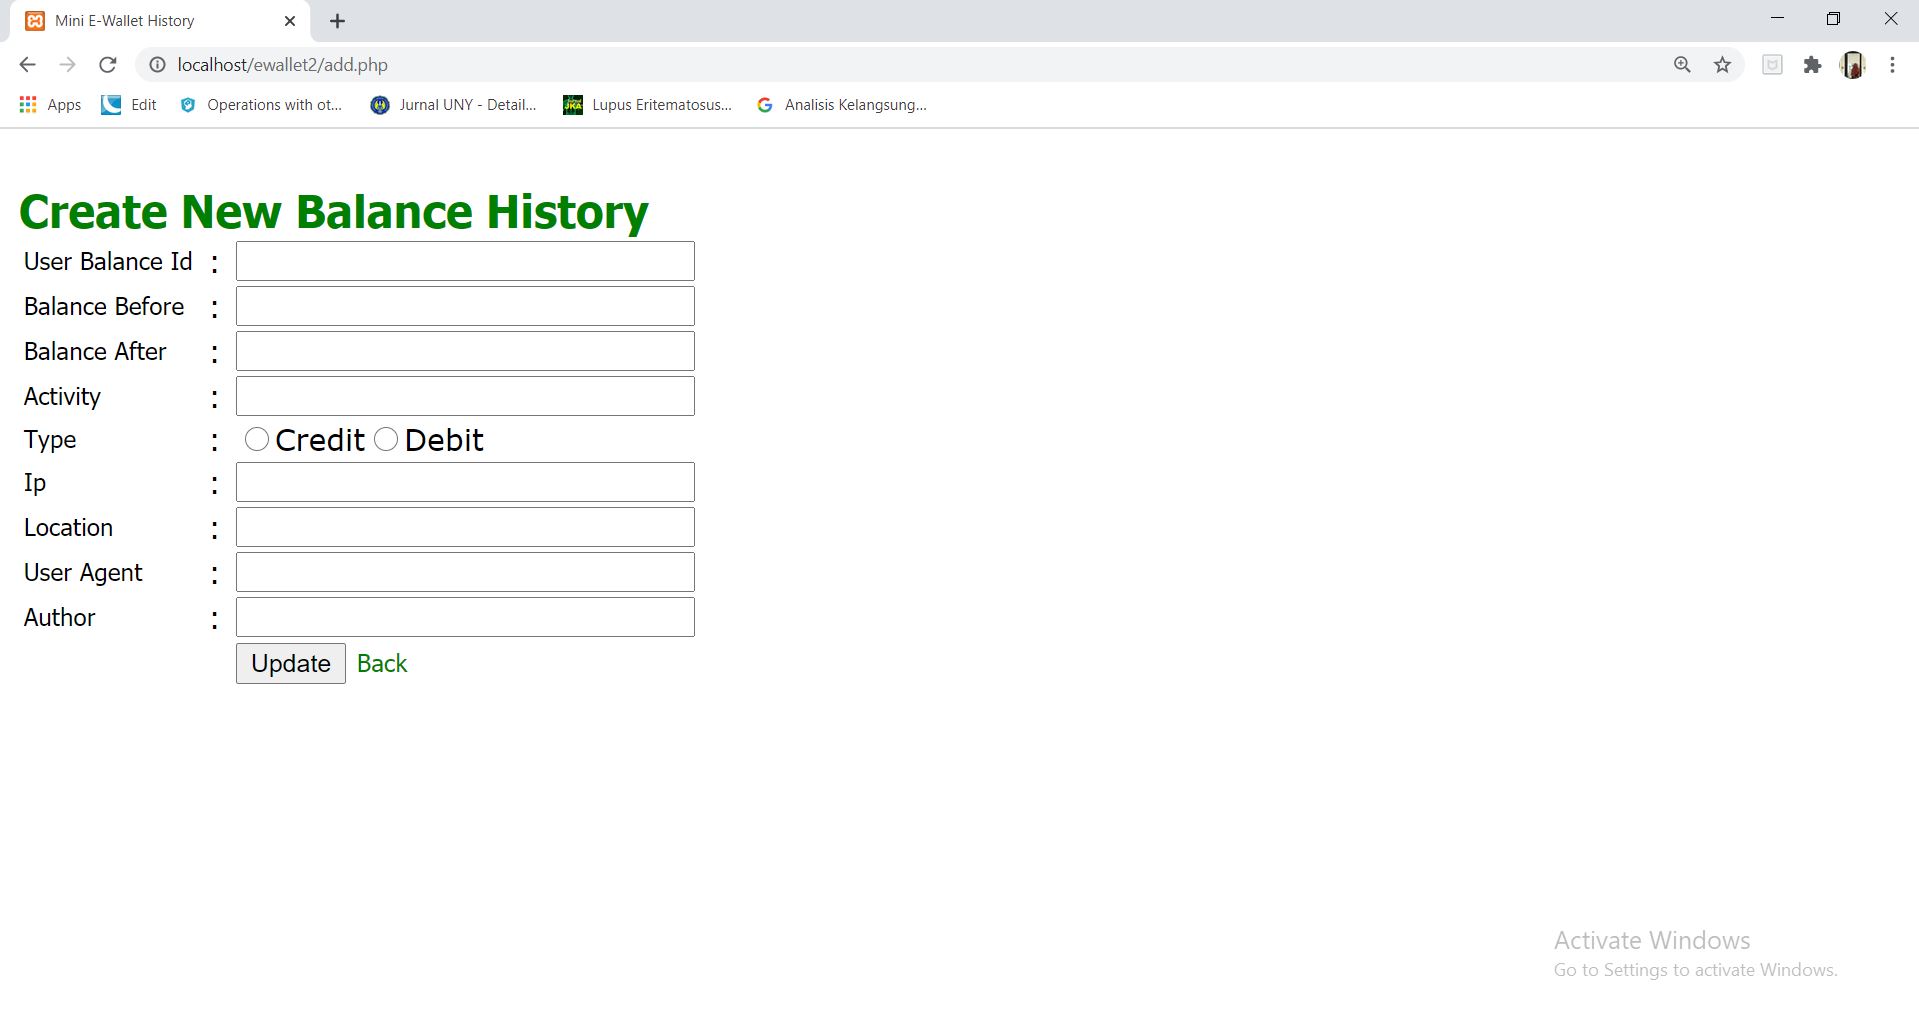 Mini E-Wallet History
localhost/ewallet2/add.php
Apps Edit Operations with ot... Jurnal UNY - Detail... Lupus Eritematosus... Analisis Kelangsung...
Create New Balance History
User Balance Id :
Balance Before :
Balance After :
Activity :
Type : Credit Debit
Ip :
Location :
User Agent :
Author :
Update Back
Activate Windows
Go to Settings to activate Windows.